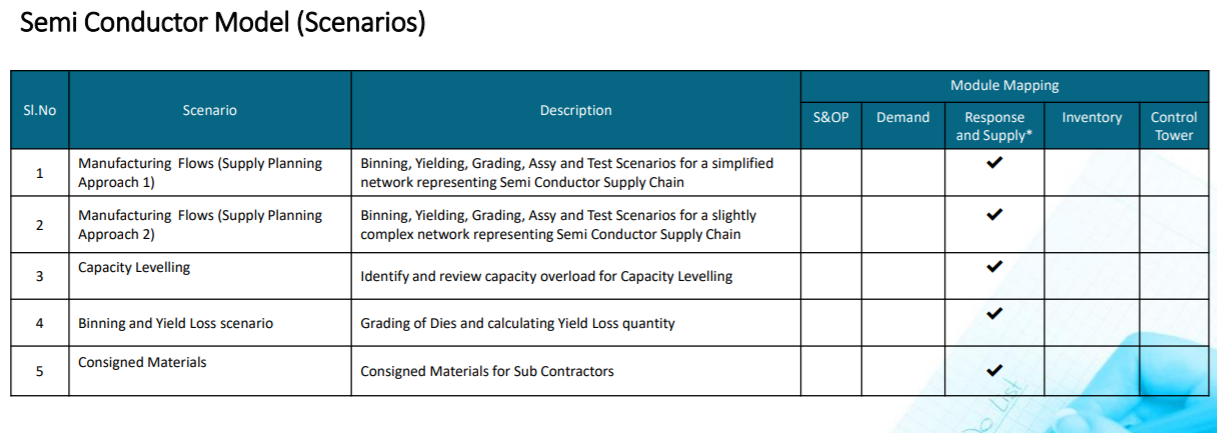 Semi Conductor Model (Scenarios)
Sl.No
Scenario
Description
Module Mapping
S&OP
Demand
Response
and Supply*
Inventory
Control
Tower
1
Manufacturing Flows (Supply Planning
Approach 1)
Binning, Yielding, Grading, Assy and Test Scenarios for a simplified
network representing Semi Conductor Supply Chain
✔
2
Manufacturing Flows (Supply Planning
Approach 2)
Binning, Yielding, Grading, Assy and Test Scenarios for a slightly
complex network representing Semi Conductor Supply Chain
✔
3
Capacity Levelling
Identify and review capacity overload for Capacity Levelling
✔
4
Binning and Yield Loss scenario
Grading of Dies and calculating Yield Loss quantity
✔
5
Consigned Materials
Consigned Materials for Sub Contractors
✔
Do List